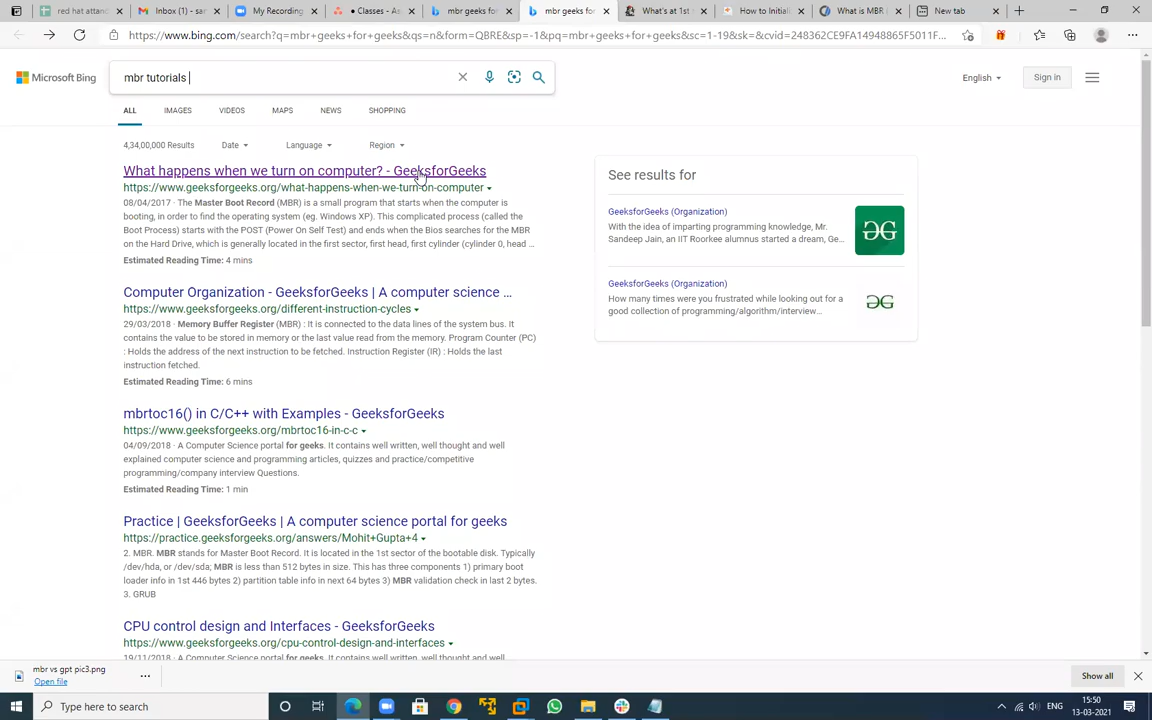 red hat attand
Inbox (1) - san
My Recording
• Classes - Asa
mbr geeks for
mbr geeks for
What's at 1st s
How to Initiali
What is MBR
New tab
https://www.bing.com/search?q=mbr+geeks+for+geeks&qs=n&form=QBRE&sp=-1&pq=mbr+geeks+for+geeks&sc=1-19&sk=&cvid=248362CE9FA14948865F5011F...
Microsoft Bing
mbr tutorials
English
Sign in
ALL
IMAGES
VIDEOS
MAPS
NEWS
SHOPPING
4,34,00,000 Results
Date
Language
Region
What happens when we turn on computer? - GeeksforGeeks
https://www.geeksforgeeks.org/what-happens-when-we-turn-on-computer
08/04/2017 · The Master Boot Record (MBR) is a small program that starts when the computer is
booting, in order to find the operating system (eg. Windows XP). This complicated process (called the
Boot Process) starts with the POST (Power On Self Test) and ends when the Bios searches for the MBR
on the Hard Drive, which is generally located in the first sector, first head, first cylinder (cylinder 0, head ...
Estimated Reading Time: 4 mins
Computer Organization - GeeksforGeeks | A computer science ...
https://www.geeksforgeeks.org/different-instruction-cycles
29/03/2018 · Memory Buffer Register (MBR) : It is connected to the data lines of the system bus. It
contains the value to be stored in memory or the last value read from the memory. Program Counter (PC)
: Holds the address of the next instruction to be fetched. Instruction Register (IR) : Holds the last
instruction fetched.
Estimated Reading Time: 6 mins
mbrtoc16() in C/C++ with Examples - GeeksforGeeks
https://www.geeksforgeeks.org/mbrtoc16-in-c-c
04/09/2018 · A Computer Science portal for geeks. It contains well written, well thought and well
explained computer science and programming articles, quizzes and practice/competitive
programming/company interview Questions.
Estimated Reading Time: 1 min
Practice | GeeksforGeeks | A computer science portal for geeks
https://practice.geeksforgeeks.org/answers/Mohit+Gupta+4
2. MBR. MBR stands for Master Boot Record. It is located in the 1st sector of the bootable disk. Typically
/dev/hda, or /dev/sda; MBR is less than 512 bytes in size. This has three components 1) primary boot
loader info in 1st 446 bytes 2) partition table info in next 64 bytes 3) MBR validation check in last 2 bytes.
3. GRUB
CPU control design and Interfaces - GeeksforGeeks
https://www.geeksforgeeks.org/cpu-control-design-and-interfaces
19/11/2018 · A Computer Science portal for geeks. It contains well written, well thought and well
See results for
GeeksforGeeks (Organization)
With the idea of imparting programming knowledge, Mr.
Sandeep Jain, an IIT Roorkee alumnus started a dream, Ge...
GeeksforGeeks (Organization)
How many times were you frustrated while looking out for a
good collection of programming/algorithm/interview...
mbr vs gpt pic3.png
Open file
Show all
Type here to search
ENG
15:50
13-03-2021